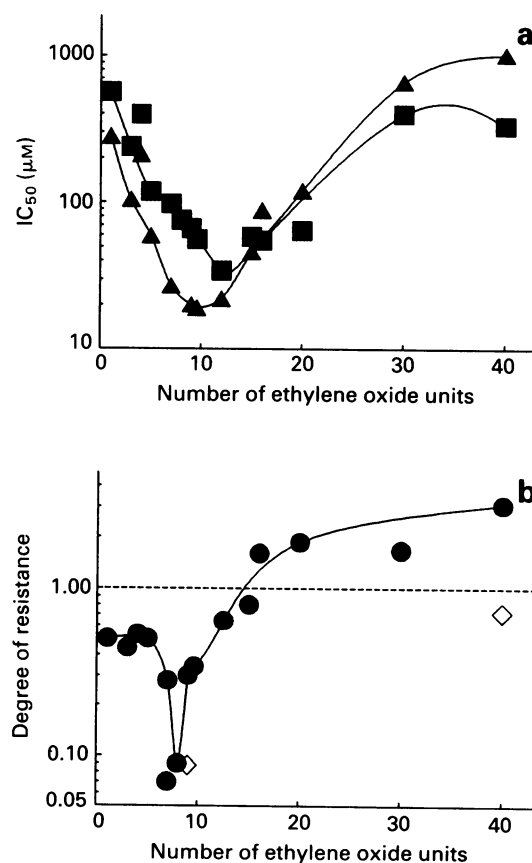 a
1000
100
10
IC50 (μM)
0 10 20 30 40
Number of ethylene oxide units
b
1.00
0.10
0.05
Degree of resistance
0 10 20 30 40
Number of ethylene oxide units